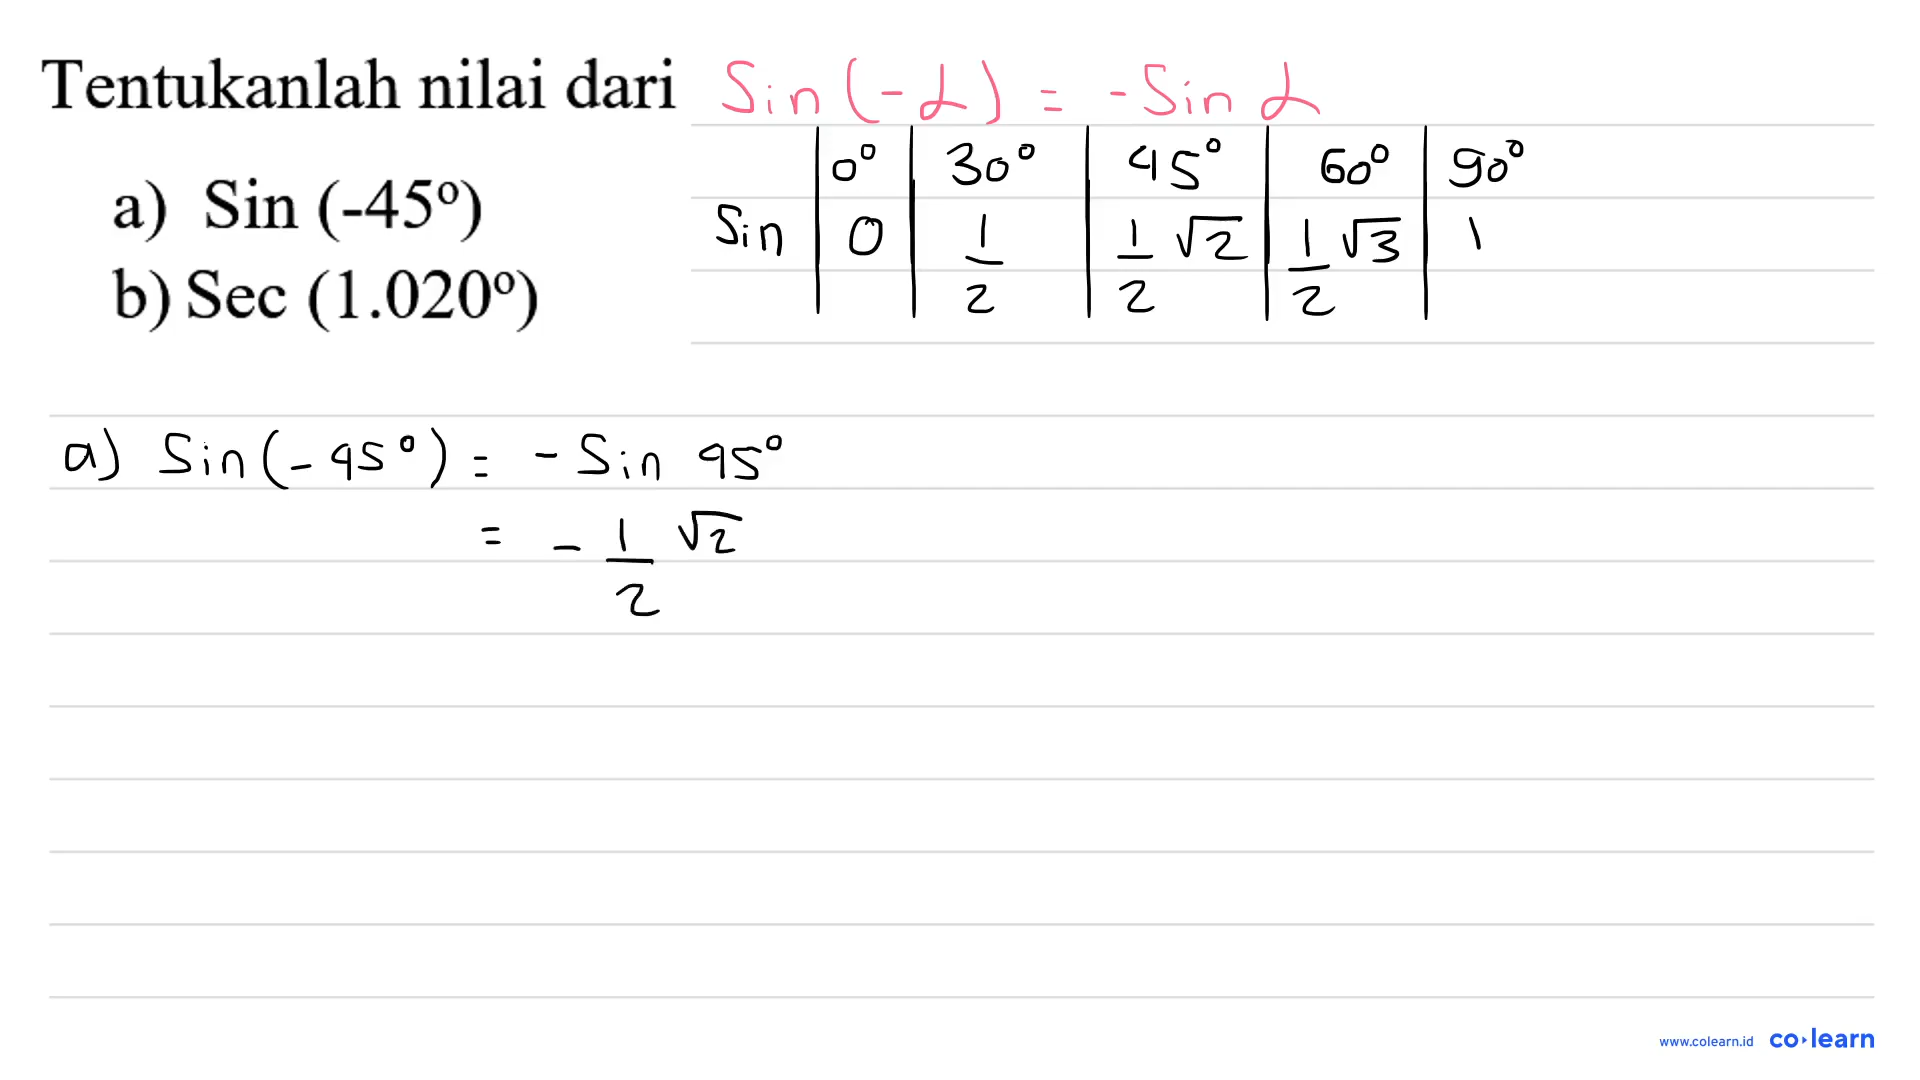 Tentukanlah nilai dari
a) Sin (-45°)
b) Sec (1.020°)
Sin(-α) = -Sin α
0° 30° 45° 60° 90°
Sin 0 1/2 1/2 √2 1/2 √3 1
a) Sin(-45°) = -Sin 45°
= - 1/2 √2
www.colearn.id co·learn